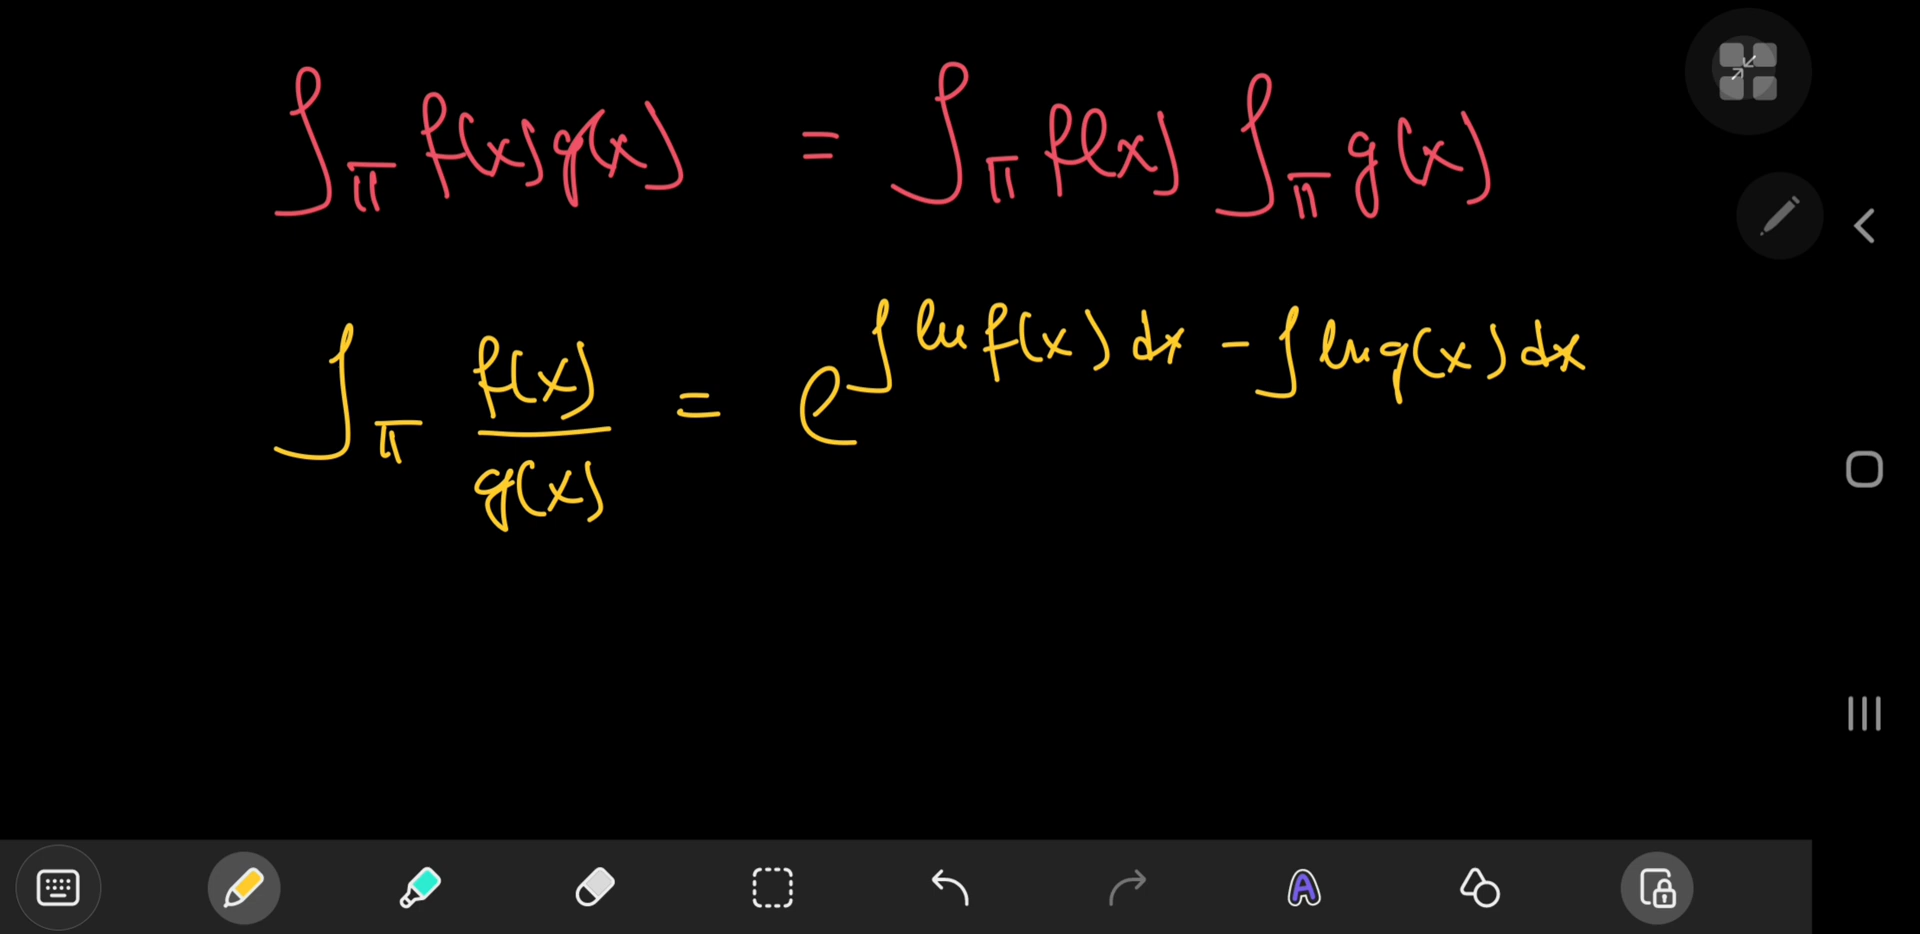 ∫_π f(x)g(x) = ∫_π f(x) ∫_π g(x)
∫_π f(x)/g(x) = e^{∫ ln f(x) dx - ∫ ln g(x) dx}